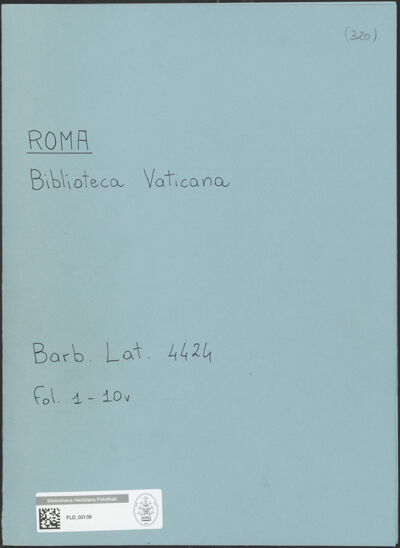 (320)
ROMA
Biblioteca Vaticana
Barb. Lat. 4424
Fol. 1 - 10v
Bibliotheca Hertziana Fotothek
FLD_02139